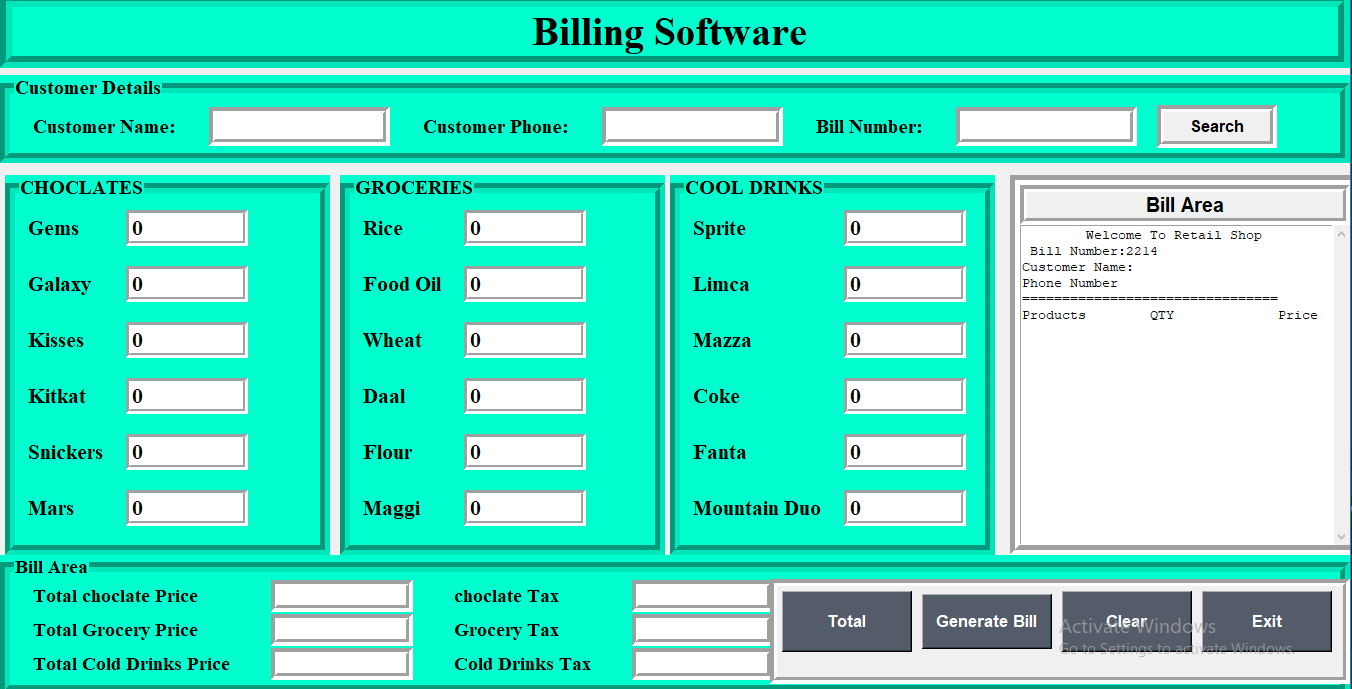 Billing Software
Customer Details
Customer Name:
Customer Phone:
Bill Number:
Search
CHOCLATES
Gems 0
Galaxy 0
Kisses 0
Kitkat 0
Snickers 0
Mars 0
GROCERIES
Rice 0
Food Oil 0
Wheat 0
Daal 0
Flour 0
Maggi 0
COOL DRINKS
Sprite 0
Limca 0
Mazza 0
Coke 0
Fanta 0
Mountain Duo 0
Bill Area
Welcome To Retail Shop
Bill Number:2214
Customer Name:
Phone Number
================================
Products QTY Price
Bill Area
Total choclate Price
Total Grocery Price
Total Cold Drinks Price
choclate Tax
Grocery Tax
Cold Drinks Tax
Total
Generate Bill
Clear
Exit
Activate Windows
Go to Settings to activate Windows.